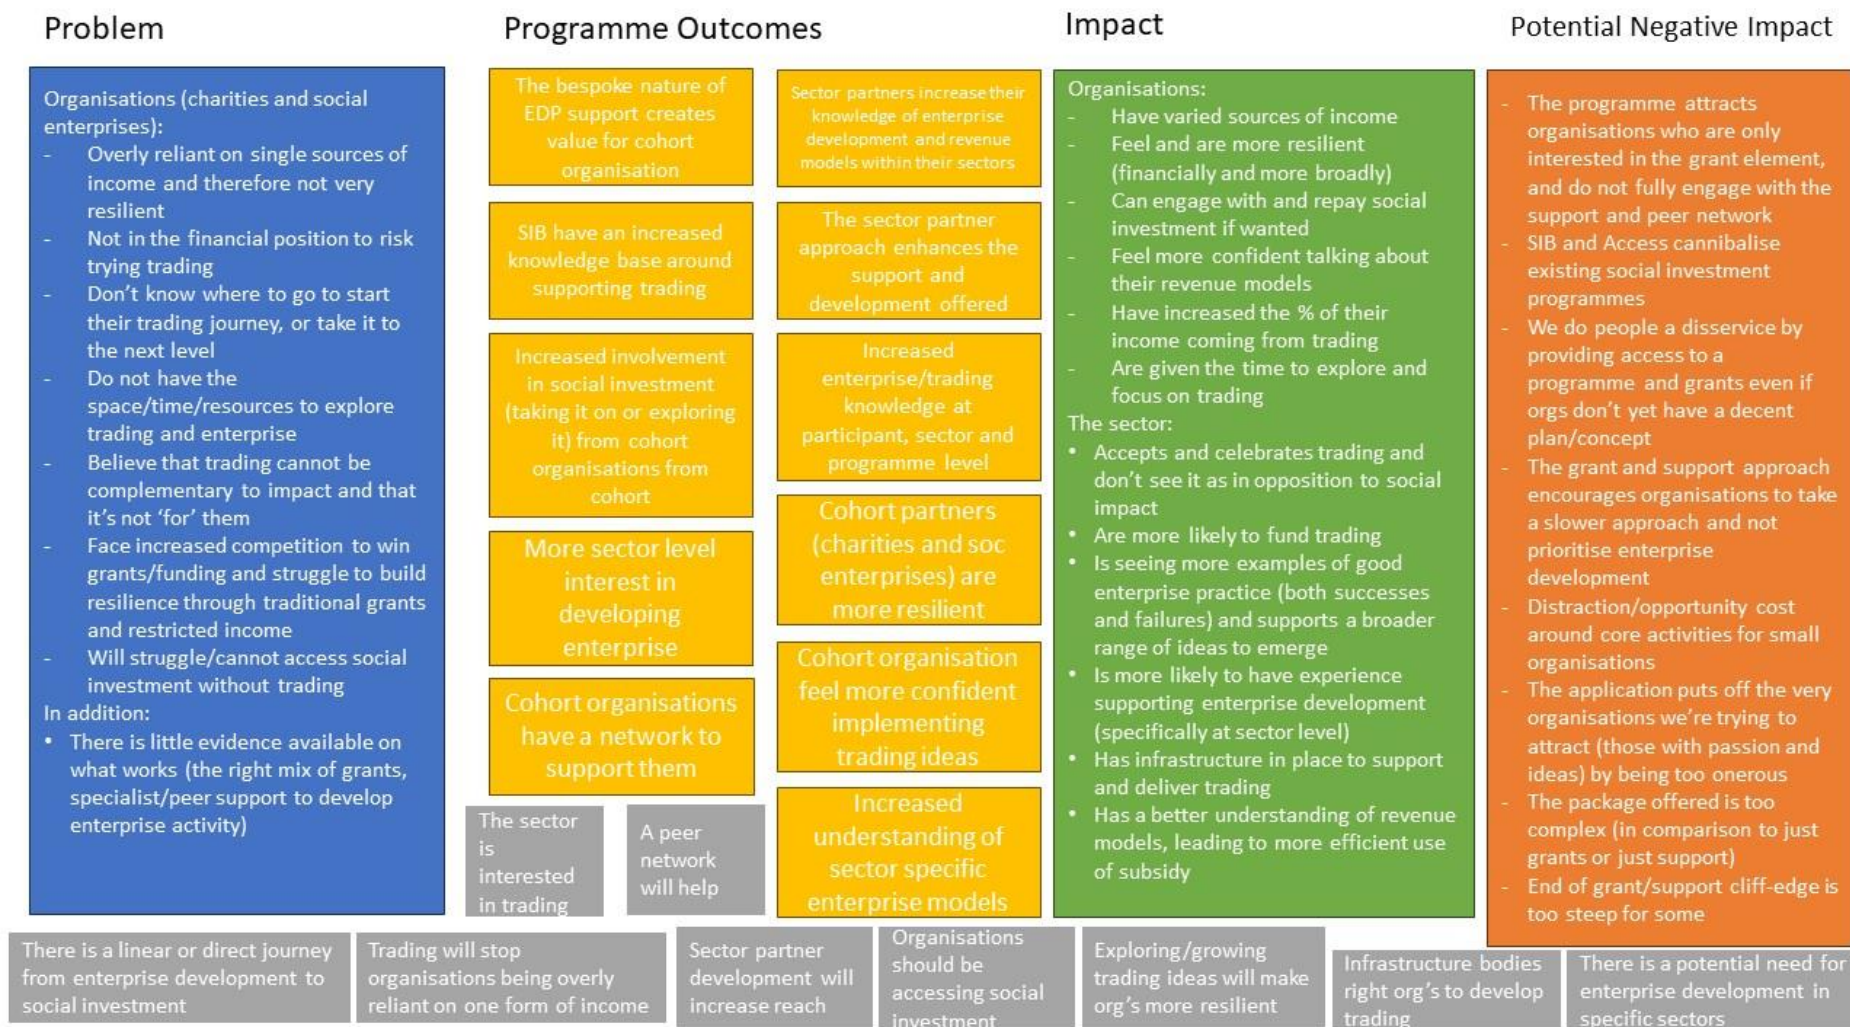 Problem
Organisations (charities and social
enterprises):
- Overly reliant on single sources of
income and therefore not very
resilient
- Not in the financial position to risk
trying trading
- Don't know where to go to start
their trading journey, or take it to
the next level
- Do not have the
space/time/resources to explore
trading and enterprise
- Believe that trading cannot be
complementary to impact and that
it's not 'for' them
- Face increased competition to win
grants/funding and struggle to build
resilience through traditional grants
and restricted income
- Will struggle/cannot access social
investment without trading
In addition:
• There is little evidence available on
what works (the right mix of grants,
specialist/peer support to develop
enterprise activity)
Programme Outcomes
The bespoke nature of
EDP support creates
value for cohort
organisation
SIB have an increased
knowledge base around
supporting trading
Increased involvement
in social investment
(taking it on or exploring
it) from cohort
organisations from
cohort
More sector level
interest in
developing
enterprise
Cohort organisations
have a network to
support them
Sector partners increase their
knowledge of enterprise
development and revenue
models within their sectors
The sector partner
approach enhances the
support and
development offered
Increased
enterprise/trading
knowledge at
participant, sector and
programme level
Cohort partners
(charities and soc
enterprises) are
more resilient
Cohort organisation
feel more confident
implementing
trading ideas
Increased
understanding of
sector specific
enterprise models
The sector
is
interested
in trading
A peer
network
will help
Impact
Organisations:
- Have varied sources of income
- Feel and are more resilient
(financially and more broadly)
- Can engage with and repay social
investment if wanted
- Feel more confident talking about
their revenue models
- Have increased the % of their
income coming from trading
- Are given the time to explore and
focus on trading
The sector:
• Accepts and celebrates trading and
don't see it as in opposition to social
impact
• Are more likely to fund trading
• Is seeing more examples of good
enterprise practice (both successes
and failures) and supports a broader
range of ideas to emerge
• Is more likely to have experience
supporting enterprise development
(specifically at sector level)
• Has infrastructure in place to support
and deliver trading
• Has a better understanding of revenue
models, leading to more efficient use
of subsidy
Potential Negative Impact
- The programme attracts
organisations who are only
interested in the grant element,
and do not fully engage with the
support and peer network
- SIB and Access cannibalise
existing social investment
programmes
- We do people a disservice by
providing access to a
programme and grants even if
orgs don't yet have a decent
plan/concept
- The grant and support approach
encourages organisations to take
a slower approach and not
prioritise enterprise
development
- Distraction/opportunity cost
around core activities for small
organisations
- The application puts off the very
organisations we're trying to
attract (those with passion and
ideas) by being too onerous
- The package offered is too
complex (in comparison to just
grants or just support)
- End of grant/support cliff-edge is
too steep for some
There is a linear or direct journey
from enterprise development to
social investment
Trading will stop
organisations being overly
reliant on one form of income
Sector partner
development will
increase reach
Organisations
should be
accessing social
investment
Exploring/growing
trading ideas will make
org's more resilient
Infrastructure bodies
right org's to develop
trading
There is a potential need for
enterprise development in
specific sectors